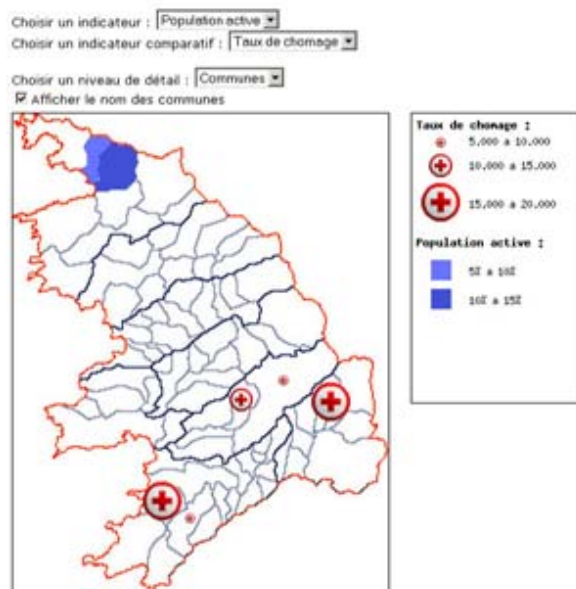 Choisir un indicateur : Population active
Choisir un indicateur comparatif : Taux de chomage
Choisir un niveau de détail : Communes
Afficher le nom des communes
Taux de chomage :
5.000 a 10.000
10.000 a 15.000
15.000 a 20.000
Population active :
5% a 10%
10% a 15%